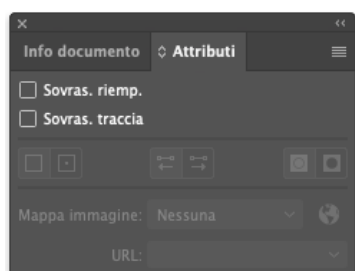 Info documento
Attributi
Sovras. riemp.
Sovras. traccia
Mappa immagine: Nessuna
URL: